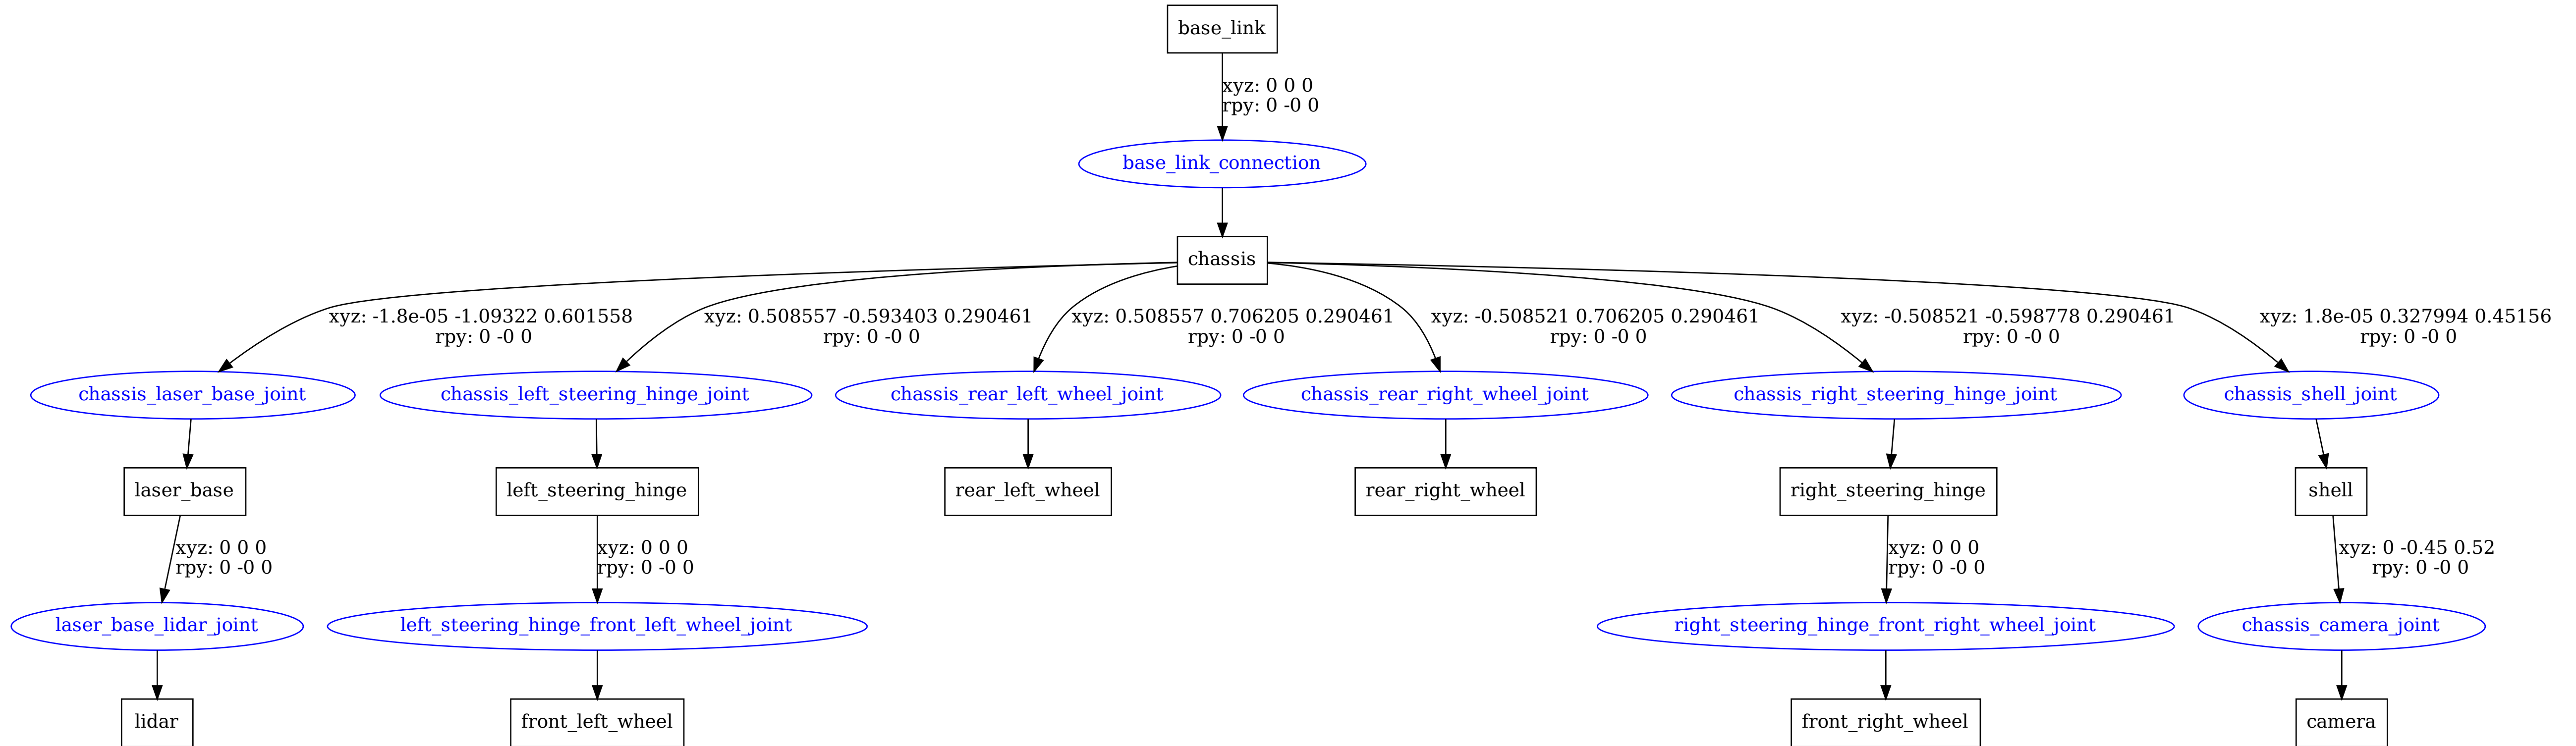 base_link
xyz: 0 0 0
rpy: 0 -0 0
base_link_connection
chassis
xyz: -1.8e-05 -1.09322 0.601558
rpy: 0 -0 0
xyz: 0.508557 -0.593403 0.290461
rpy: 0 -0 0
xyz: 0.508557 0.706205 0.290461
rpy: 0 -0 0
xyz: -0.508521 0.706205 0.290461
rpy: 0 -0 0
xyz: -0.508521 -0.598778 0.290461
rpy: 0 -0 0
xyz: 1.8e-05 0.327994 0.45156
rpy: 0 -0 0
chassis_laser_base_joint
chassis_left_steering_hinge_joint
chassis_rear_left_wheel_joint
chassis_rear_right_wheel_joint
chassis_right_steering_hinge_joint
chassis_shell_joint
laser_base
left_steering_hinge
rear_left_wheel
rear_right_wheel
right_steering_hinge
shell
xyz: 0 0 0
rpy: 0 -0 0
xyz: 0 0 0
rpy: 0 -0 0
xyz: 0 0 0
rpy: 0 -0 0
xyz: 0 -0.45 0.52
rpy: 0 -0 0
laser_base_lidar_joint
left_steering_hinge_front_left_wheel_joint
right_steering_hinge_front_right_wheel_joint
chassis_camera_joint
lidar
front_left_wheel
front_right_wheel
camera